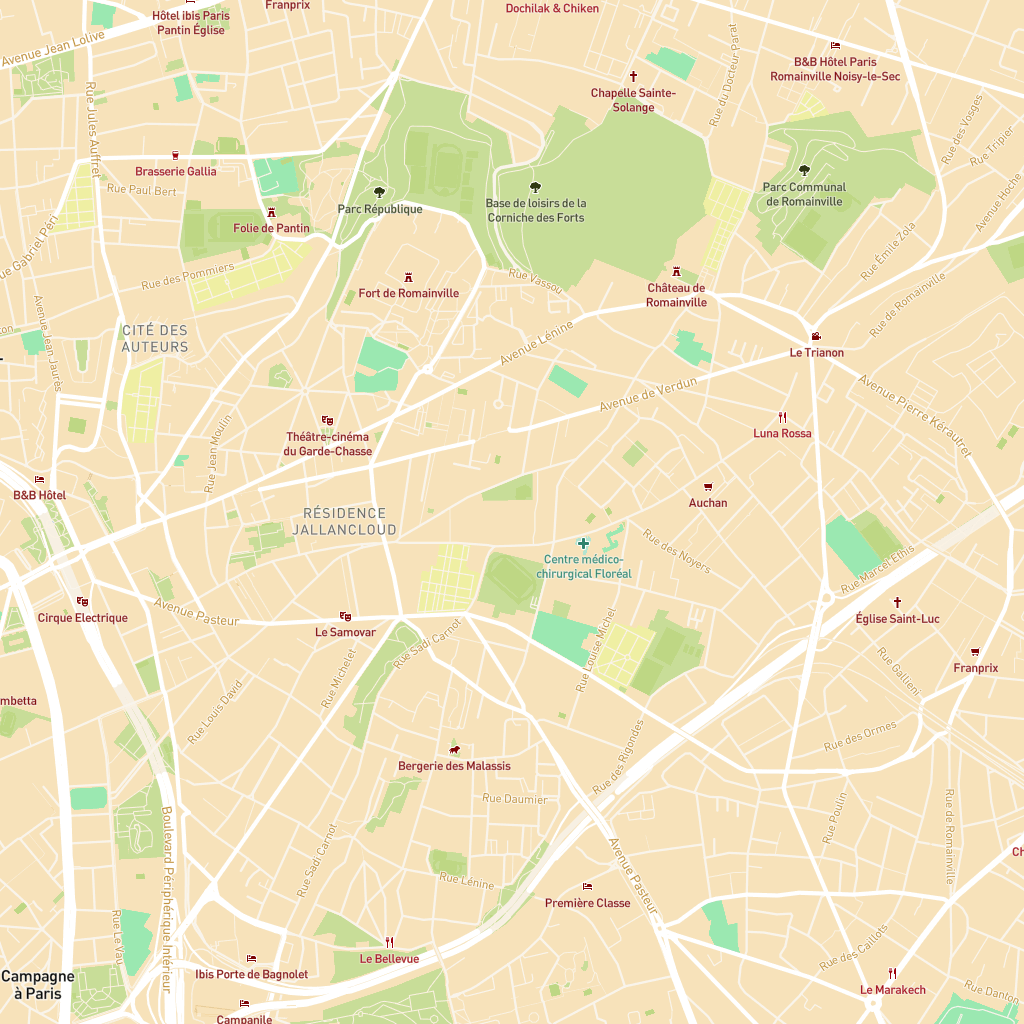 Franprix
Dochilak & Chiken
Hôtel ibis Paris
Pantin Église
Avenue Jean Lolive
B&B Hôtel Paris
Romainville Noisy-le-Sec
Chapelle Sainte-
Solange
Rue du Docteur Parat
Rue Jules Auffret
Rue des Vosges
Rue Tripier
Brasserie Gallia
Rue Paul Bert
Avenue Hoche
Parc République
Base de loisirs de la
Corniche des Forts
Parc Communal
de Romainville
Folie de Pantin
ue Gabriel Péri
Rue Émile Zola
Rue des Pommiers
Rue Vassou
Fort de Romainville
Château de
Romainville
Rue de Romainville
Avenue Jean Jaurès
ton
CITÉ DES
AUTEURS
Avenue Lénine
Le Trianon
Avenue de Verdun
Avenue Pierre Kérautret
Rue Jean Moulin
Théâtre-cinéma
du Garde-Chasse
Luna Rossa
B&B Hôtel
Auchan
RÉSIDENCE
JALLANCLOUD
Rue des Noyers
Centre médico-
chirurgical Floréal
Rue Marcel Ethis
Cirque Electrique
Avenue Pasteur
Le Samovar
Rue Sadi Carnot
Rue Louise Michel
Église Saint-Luc
Franprix
Rue Gallieni
Rue Michelet
Rue Louis David
mbetta
Rue des Ormes
Rue des Rigondes
Bergerie des Malassis
Rue Daumier
Rue Poulin
Rue de Romainville
Boulevard Périphérique Intérieur
Rue Sadi Carnot
Avenue Pasteur
Ch
Rue Lénine
Première Classe
Rue Le Vau
Le Bellevue
Rue des Caillots
Ibis Porte de Bagnolet
Campagne
à Paris
Le Marakech
Rue Danton
Campanile